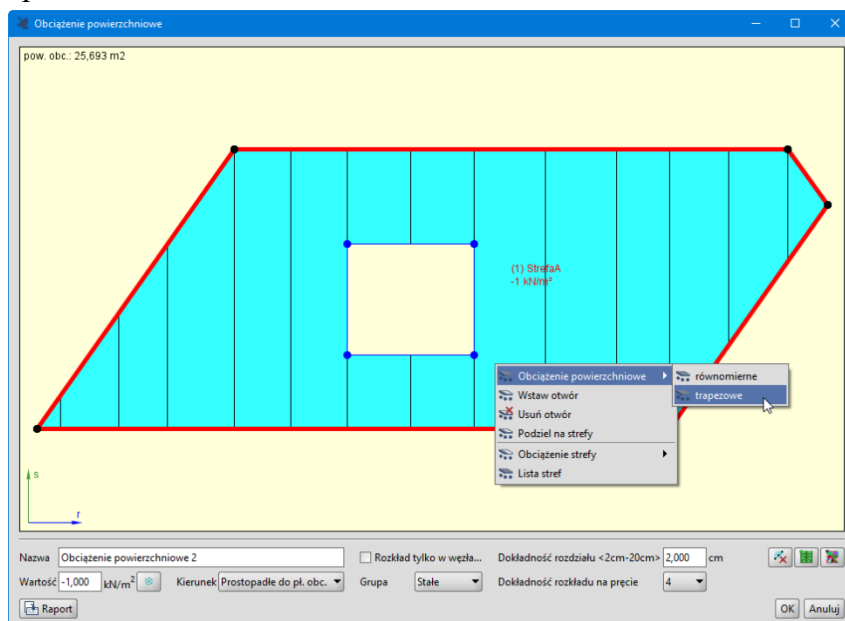 Obciążenie powierzchniowe
pow. obc.: 25,693 m2
(1) StrefaA
-1 kN/m²
Obciążenie powierzchniowe
równomierne
trapezowe
Wstaw otwór
Usuń otwór
Podziel na strefy
Obciążenie strefy
Lista stref
s
r
Nazwa Obciążenie powierzchniowe 2 Rozkład tylko w węzła... Dokładność rozdziału <2cm-20cm> 2,000 cm
Wartość -1,000 kN/m² Kierunek Prostopadłe do pł. obc. Grupa Stałe Dokładność rozkładu na pręcie 4
Raport OK Anuluj